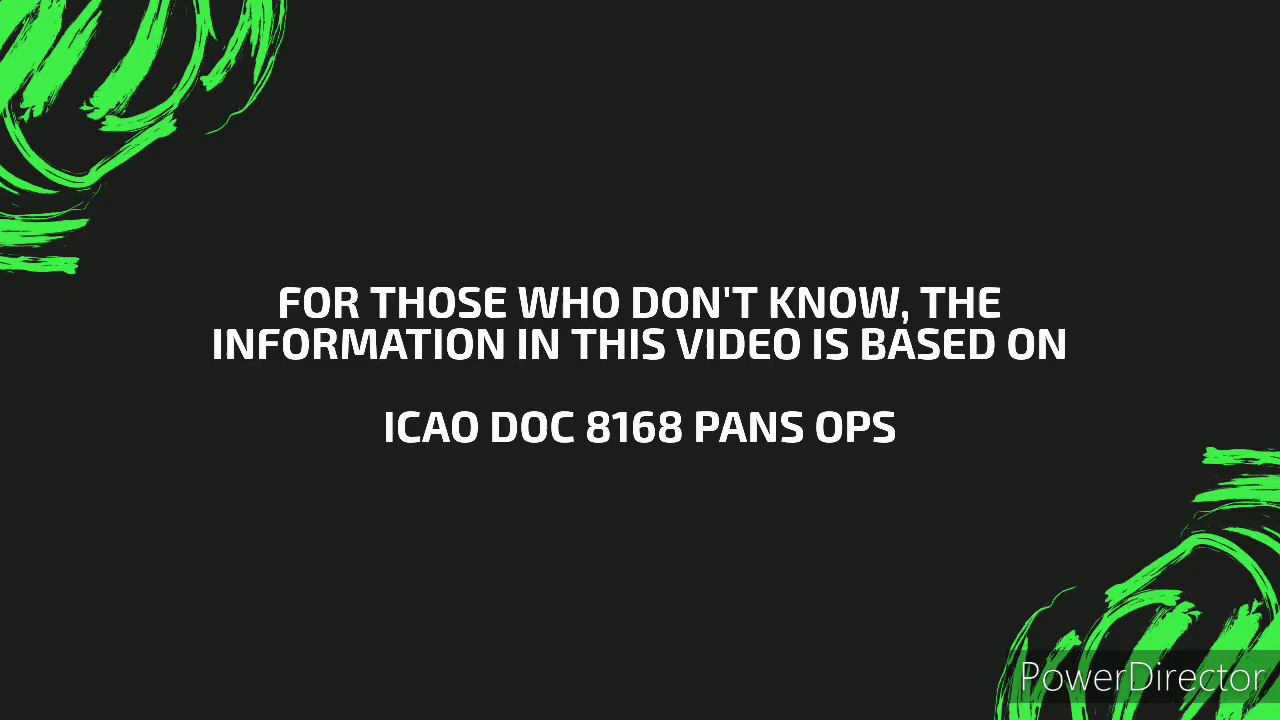 FOR THOSE WHO DON'T KNOW, THE
INFORMATION IN THIS VIDEO IS BASED ON
ICAO DOC 8168 PANS OPS
PowerDirector